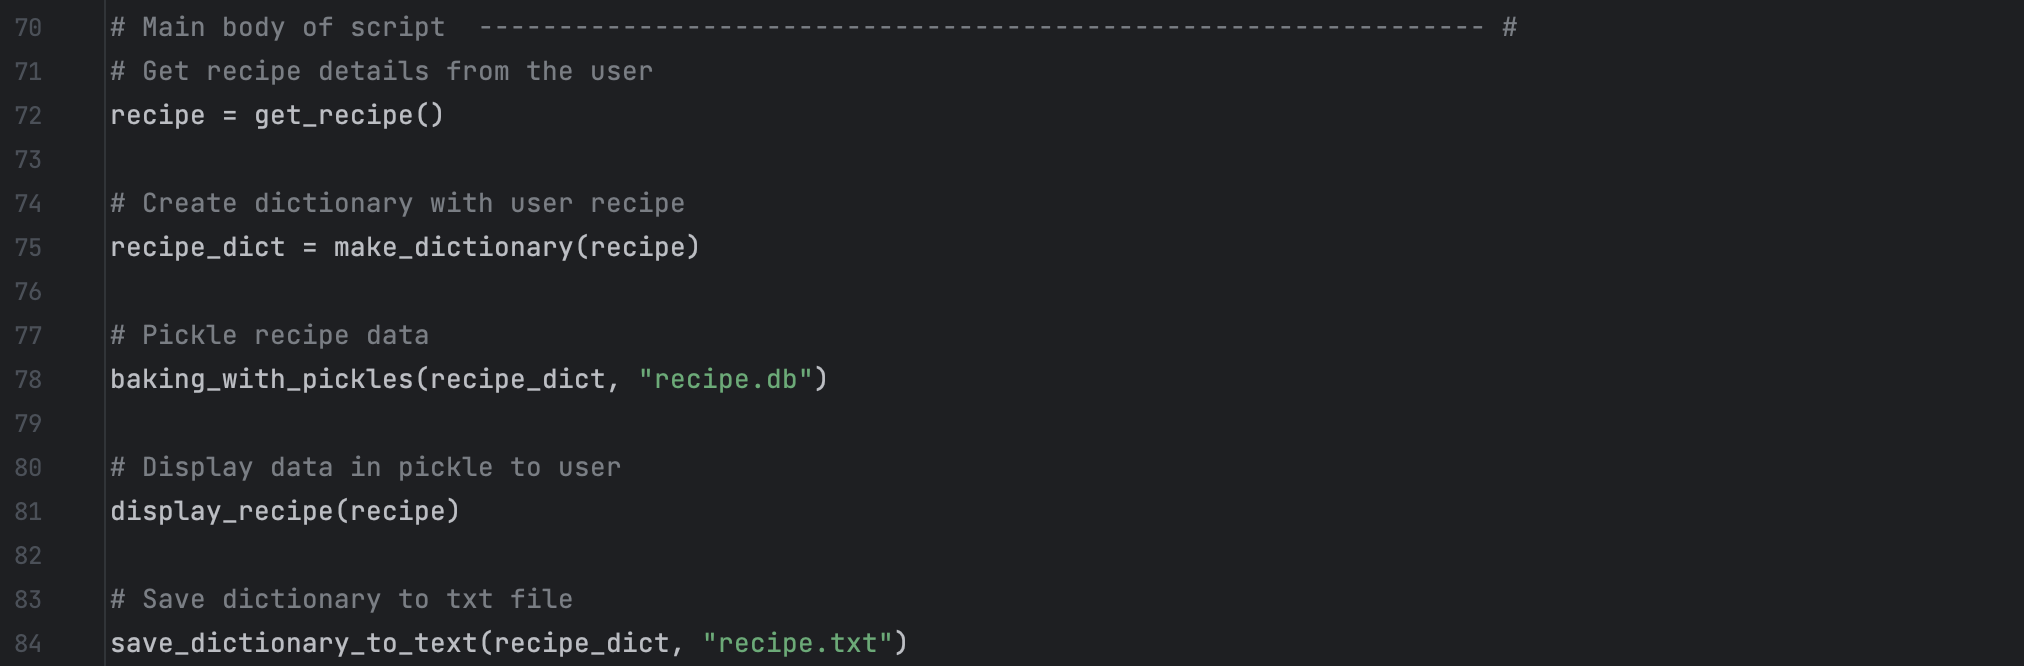 70 # Main body of script  --------------------------------------------------------------- #
71 # Get recipe details from the user
72 recipe = get_recipe()
73
74 # Create dictionary with user recipe
75 recipe_dict = make_dictionary(recipe)
76
77 # Pickle recipe data
78 baking_with_pickles(recipe_dict, "recipe.db")
79
80 # Display data in pickle to user
81 display_recipe(recipe)
82
83 # Save dictionary to txt file
84 save_dictionary_to_text(recipe_dict, "recipe.txt")